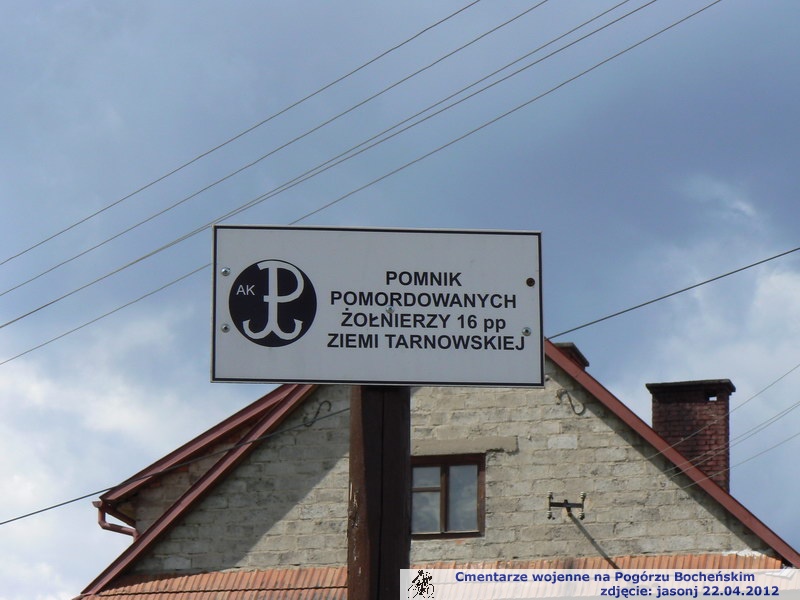 AK
POMNIK
POMORDOWANYCH
ŻOŁNIERZY 16 pp
ZIEMI TARNOWSKIEJ
Cmentarze wojenne na Pogórzu Bocheńskim
zdjęcie: jasonj 22.04.2012